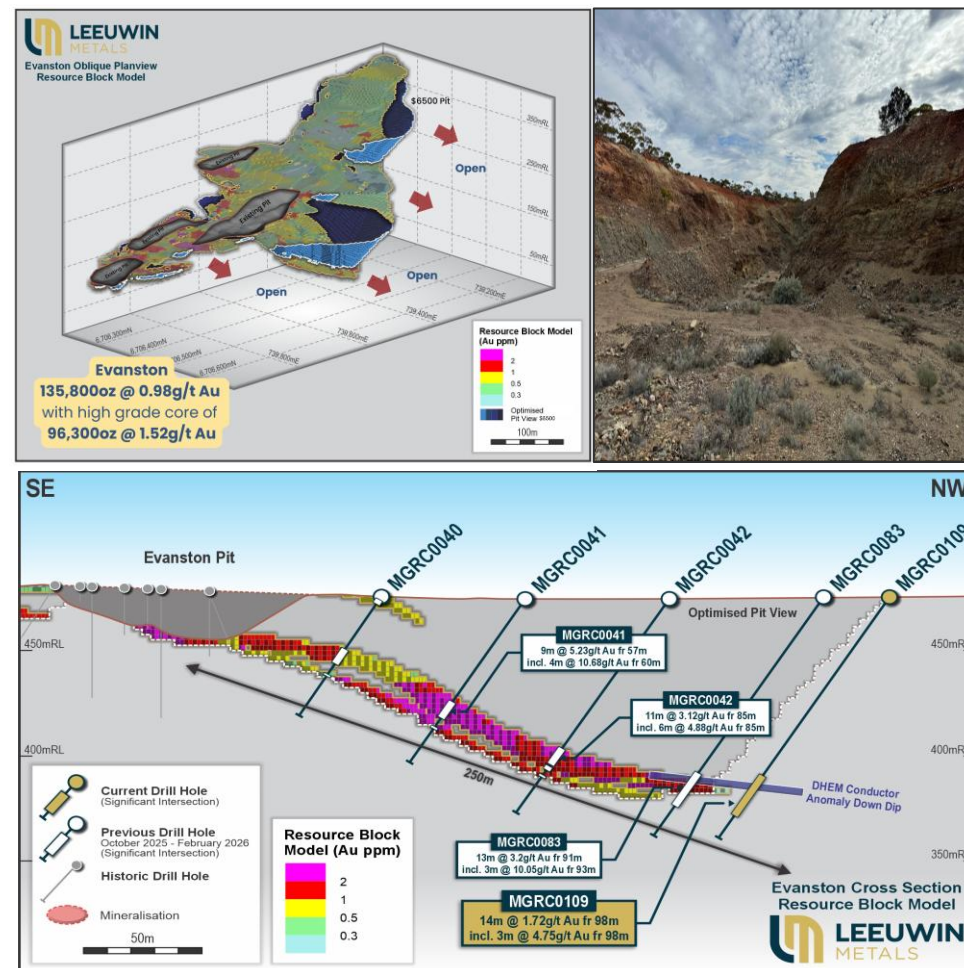 LEEUWIN
METALS
Evanston Oblique Planview
Resource Block Model
$6500 Pit
350mRL
250mRL
150mRL
50mRL
Open
Open
Open
Existing Pit
739,200mE
739,400mE
739,600mE
739,800mE
6,706,300mN
6,706,400mN
6,706,500mN
6,706,600mN
Evanston
135,800oz @ 0.98g/t Au
with high grade core of
96,300oz @ 1.52g/t Au
Resource Block Model
(Au ppm)
2
1
0.5
0.3
Optimised
Pit View $6500
100m
SE
NW
Evanston Pit
MGRC0040
MGRC0041
MGRC0042
MGRC0083
MGRC0109
Optimised Pit View
450mRL
450mRL
MGRC0041
9m @ 5.23g/t Au fr 57m
incl. 4m @ 10.68g/t Au fr 60m
MGRC0042
11m @ 3.12g/t Au fr 85m
incl. 6m @ 4.88g/t Au fr 85m
400mRL
400mRL
250m
DHEM Conductor
Anomaly Down Dip
Current Drill Hole
(Significant Intersection)
Previous Drill Hole
October 2025 - February 2026
(Significant Intersection)
Historic Drill Hole
Mineralisation
50m
Resource Block
Model (Au ppm)
2
1
0.5
0.3
MGRC0083
13m @ 3.2g/t Au fr 91m
incl. 3m @ 10.05g/t Au fr 93m
350mRL
MGRC0109
14m @ 1.72g/t Au fr 98m
incl. 3m @ 4.75g/t Au fr 98m
Evanston Cross Section
Resource Block Model
LEEUWIN
METALS